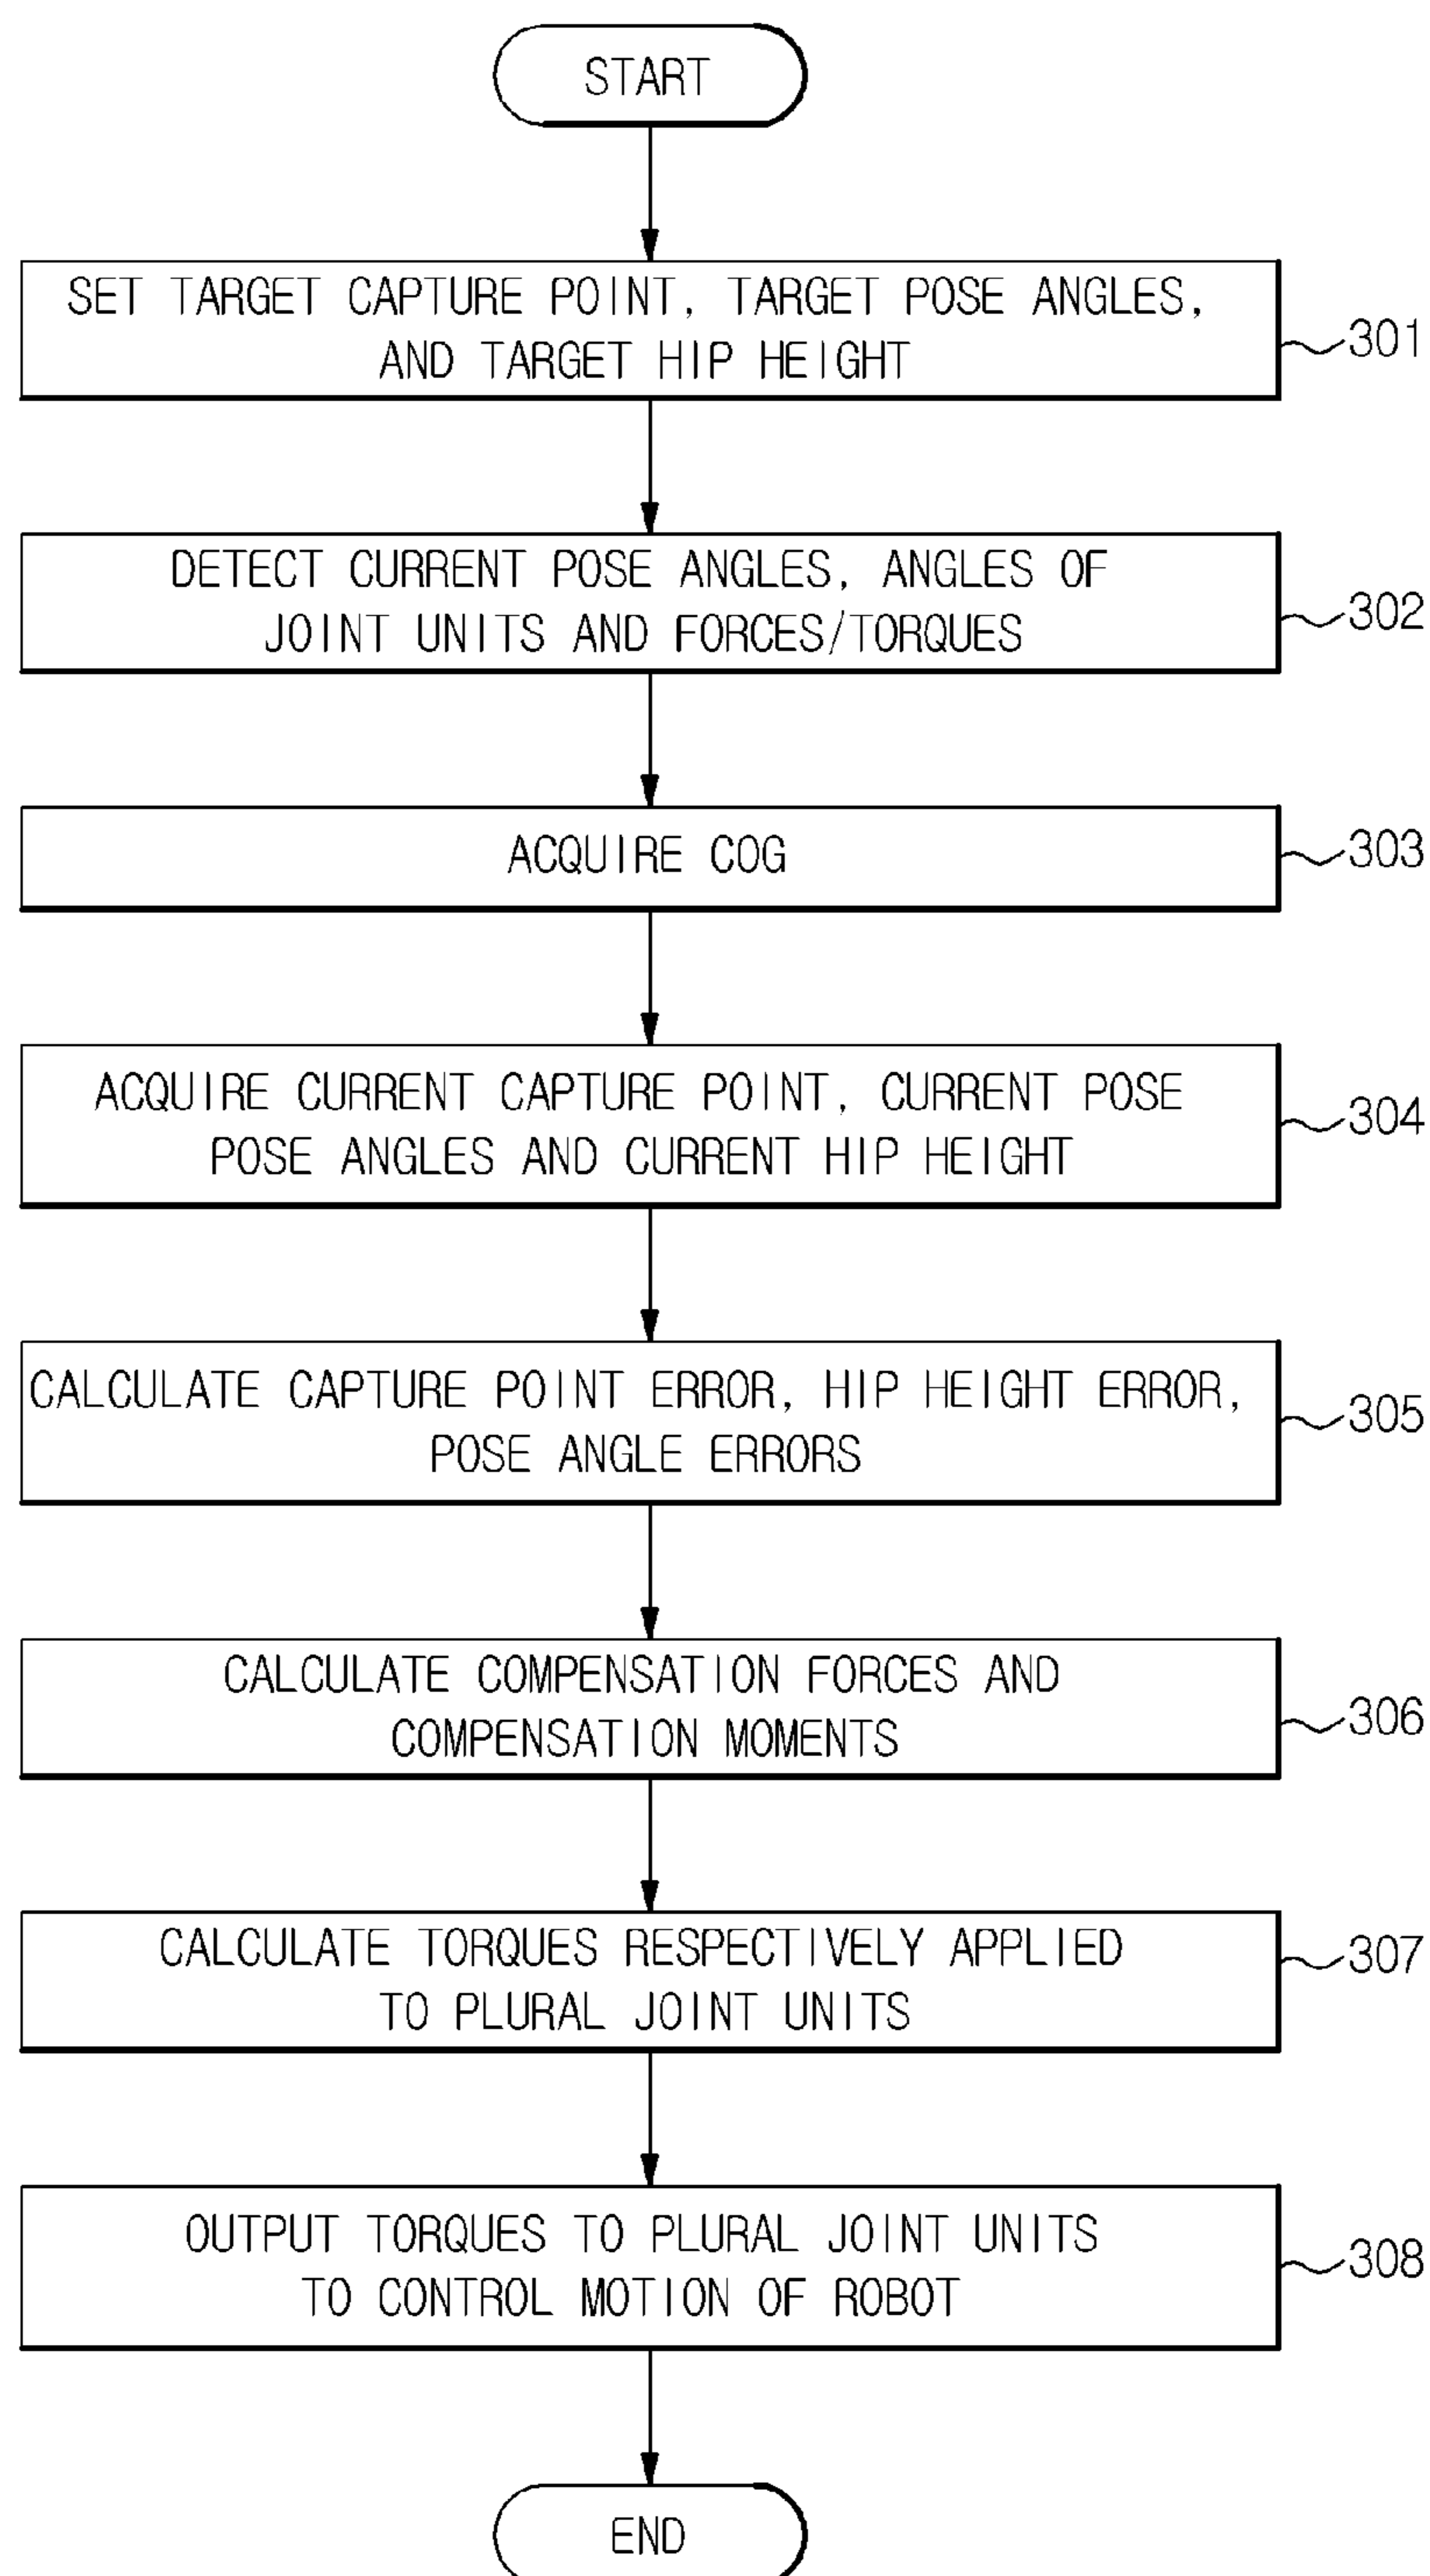 START
SET TARGET CAPTURE POINT, TARGET POSE ANGLES,
AND TARGET HIP HEIGHT
301
DETECT CURRENT POSE ANGLES, ANGLES OF
JOINT UNITS AND FORCES/TORQUES
302
ACQUIRE COG
303
ACQUIRE CURRENT CAPTURE POINT, CURRENT POSE
POSE ANGLES AND CURRENT HIP HEIGHT
304
CALCULATE CAPTURE POINT ERROR, HIP HEIGHT ERROR,
POSE ANGLE ERRORS
305
CALCULATE COMPENSATION FORCES AND
COMPENSATION MOMENTS
306
CALCULATE TORQUES RESPECTIVELY APPLIED
TO PLURAL JOINT UNITS
307
OUTPUT TORQUES TO PLURAL JOINT UNITS
TO CONTROL MOTION OF ROBOT
308
END